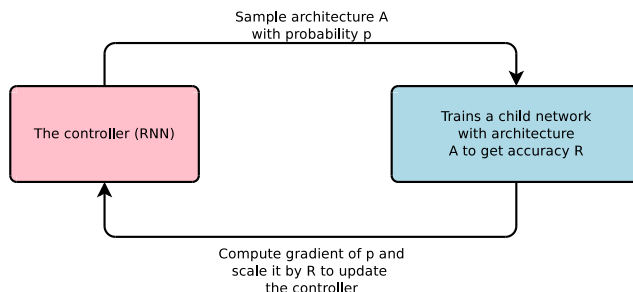 Sample architecture A
with probability p
The controller (RNN)
Trains a child network
with architecture
A to get accuracy R
Compute gradient of p and
scale it by R to update
the controller